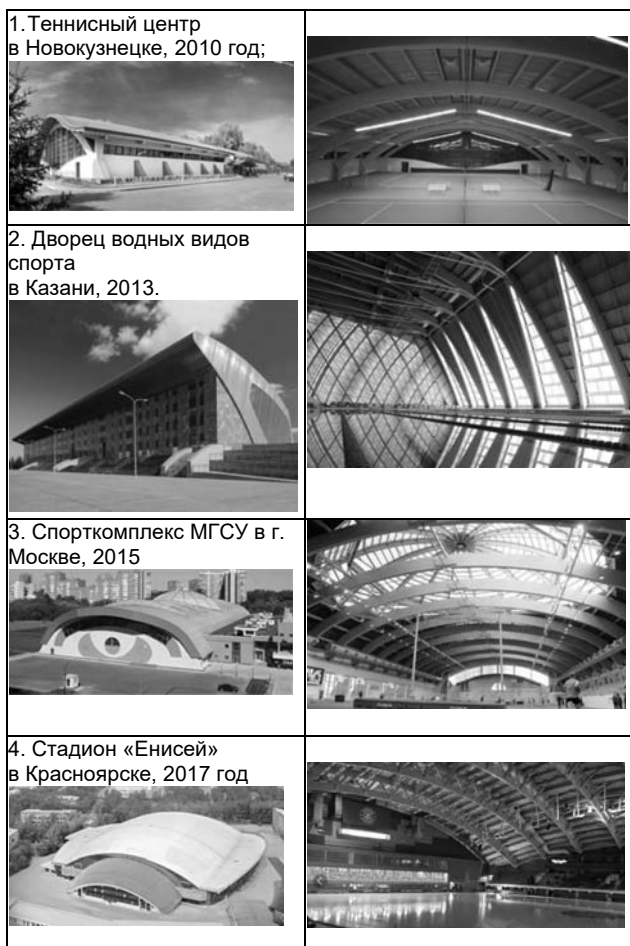 1.Теннисный центр
в Новокузнецке, 2010 год;
2. Дворец водных видов
спорта
в Казани, 2013.
3. Спорткомплекс МГСУ в г.
Москве, 2015
4. Стадион «Енисей»
в Красноярске, 2017 год